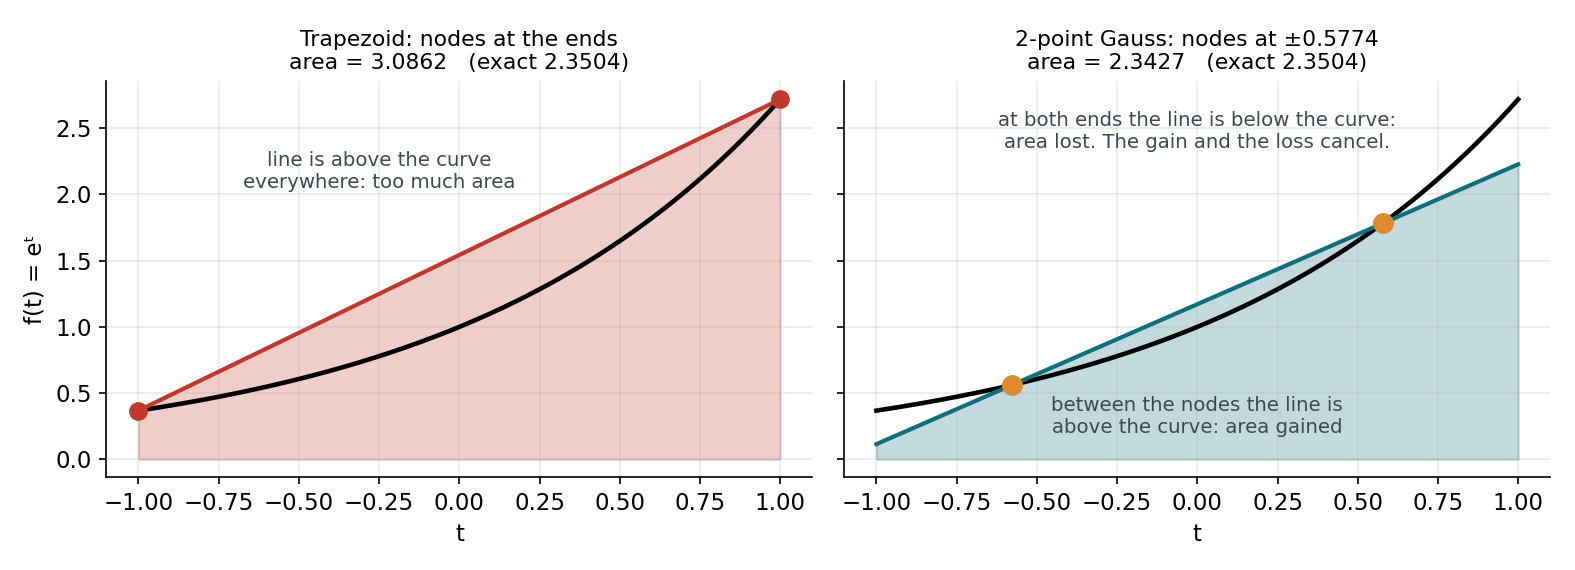 Trapezoid: nodes at the ends
area = 3.0862   (exact 2.3504)
line is above the curve
everywhere: too much area
f(t) = eᵗ
2.5
2.0
1.5
1.0
0.5
0.0
−1.00 −0.75 −0.50 −0.25 0.00 0.25 0.50 0.75 1.00
t
2-point Gauss: nodes at ±0.5774
area = 2.3427   (exact 2.3504)
at both ends the line is below the curve:
area lost. The gain and the loss cancel.
between the nodes the line is
above the curve: area gained
−1.00 −0.75 −0.50 −0.25 0.00 0.25 0.50 0.75 1.00
t